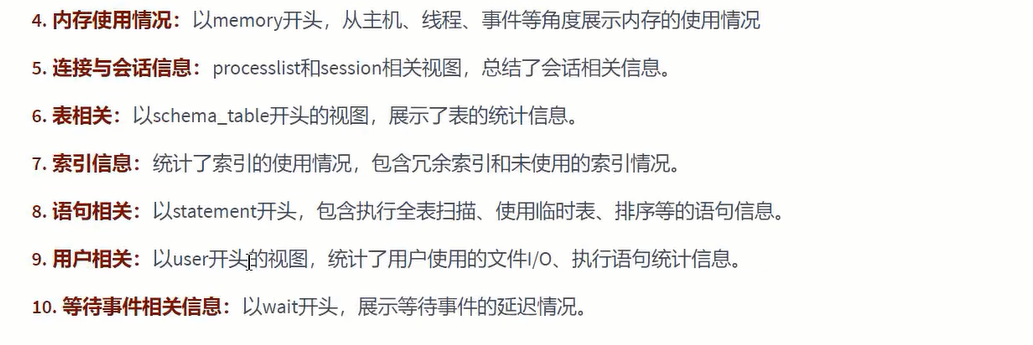 4. 内存使用情况：以memory开头，从主机、线程、事件等角度展示内存的使用情况
5. 连接与会话信息：processlist和session相关视图，总结了会话相关信息。
6. 表相关：以schema_table开头的视图，展示了表的统计信息。
7. 索引信息：统计了索引的使用情况，包含冗余索引和未使用的索引情况。
8. 语句相关：以statement开头，包含执行全表扫描、使用临时表、排序等的语句信息。
9. 用户相关：以user开头的视图，统计了用户使用的文件I/O、执行语句统计信息。
10. 等待事件相关信息：以wait开头，展示等待事件的延迟情况。